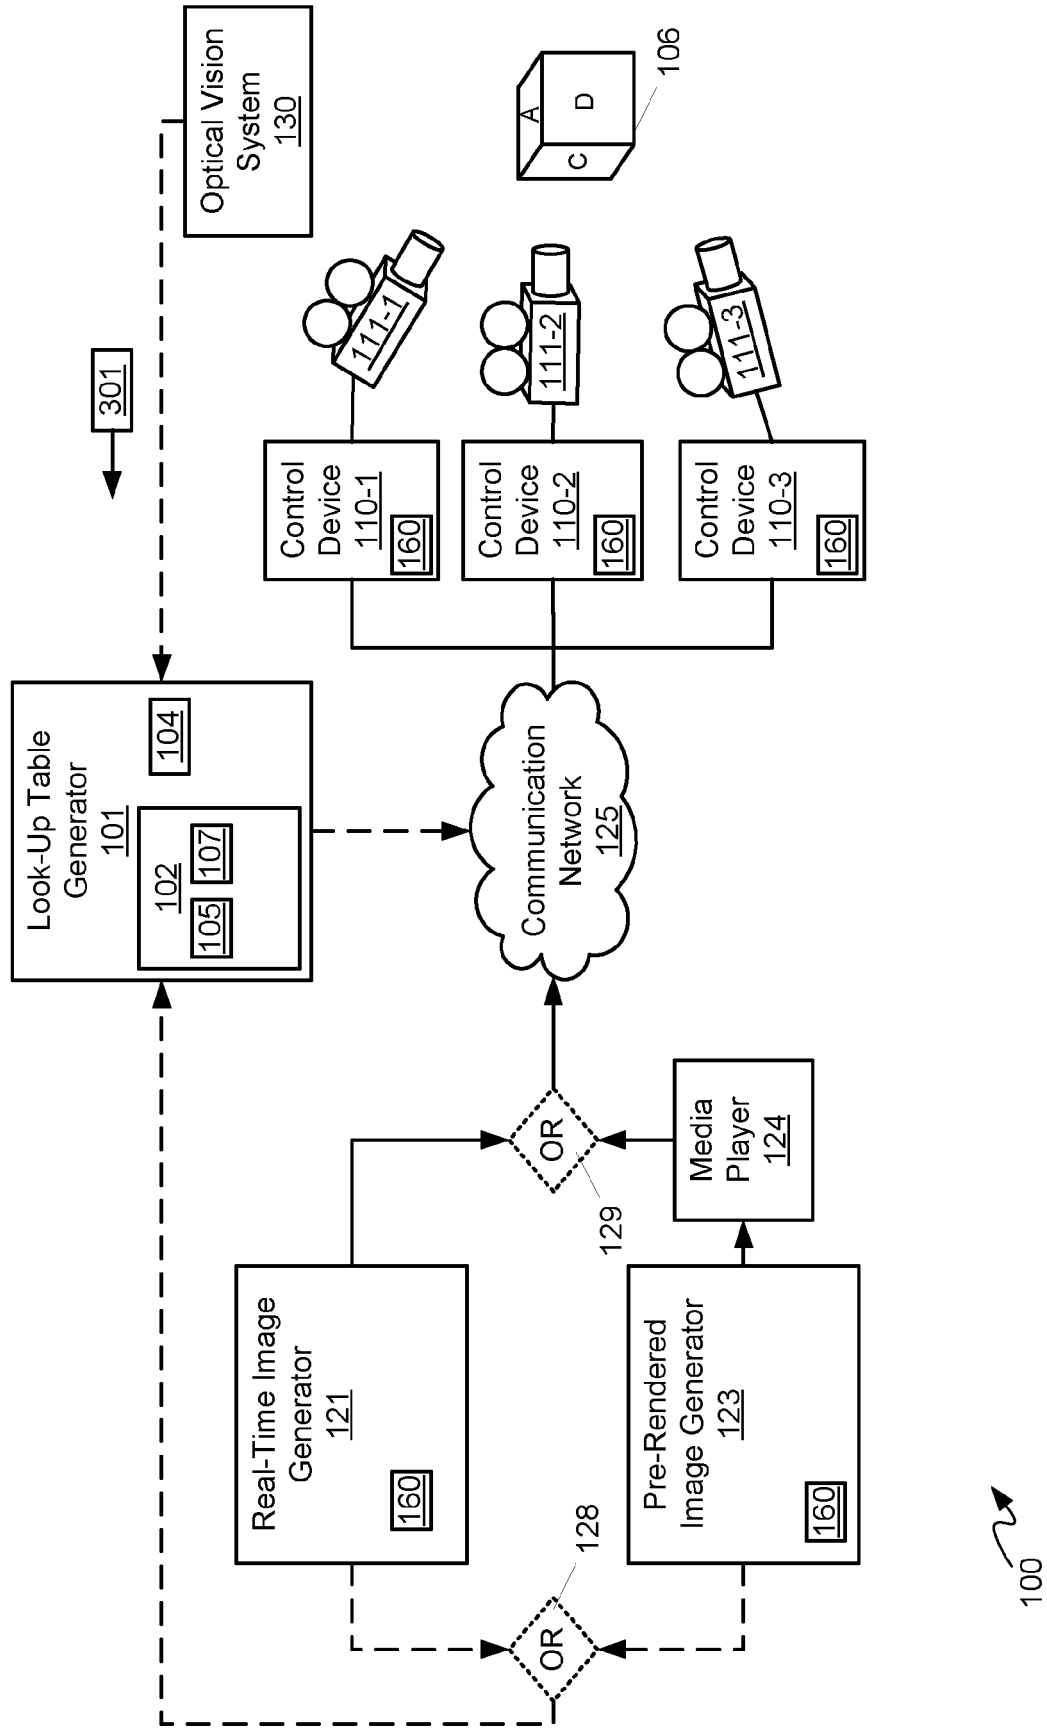 Look-Up Table
Generator
101
102
105
107
104
301
Optical Vision
System
130
Real-Time Image
Generator
121
160
OR
128
Pre-Rendered
Image Generator
123
160
OR
129
Media
Player
124
Communication
Network
125
Control
Device
110-1
160
Control
Device
110-2
160
Control
Device
110-3
160
111-1
111-2
111-3
A
C
D
106
100